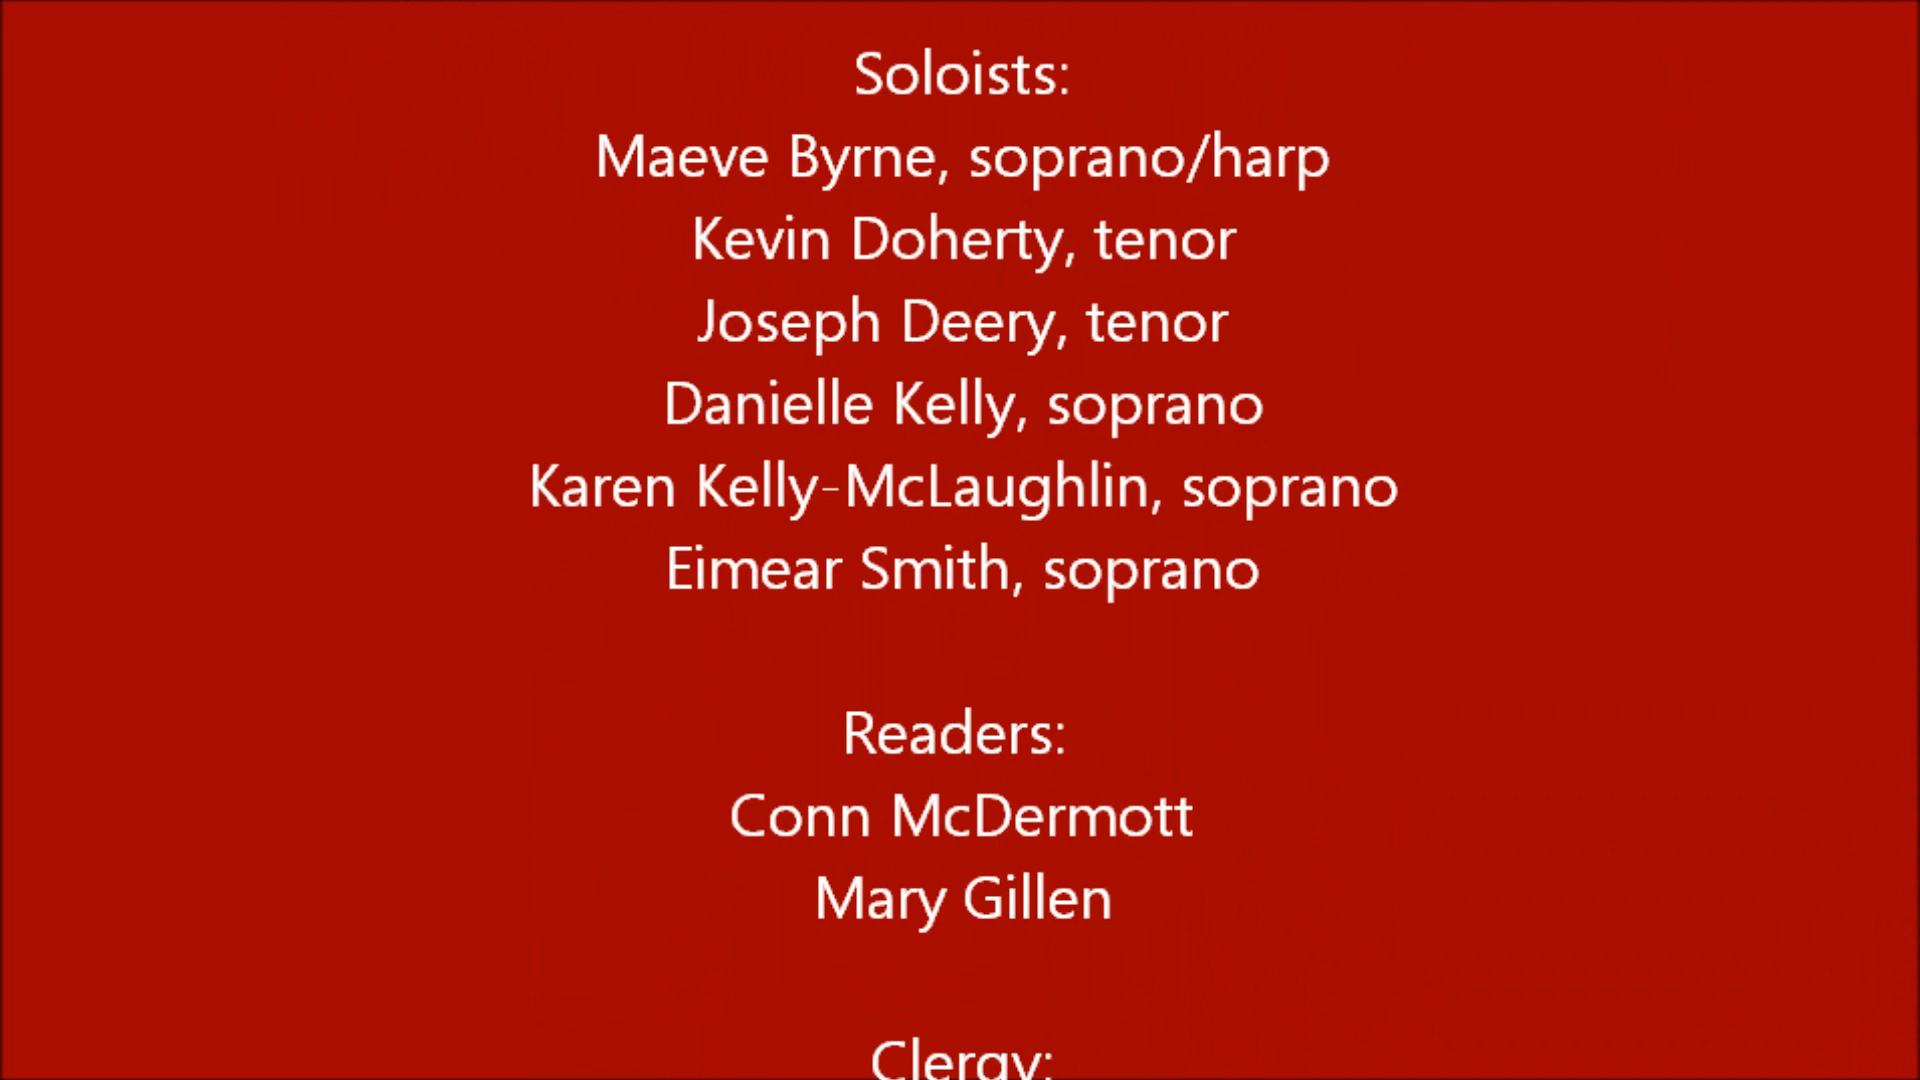 Soloists:
Maeve Byrne, soprano/harp
Kevin Doherty, tenor
Joseph Deery, tenor
Danielle Kelly, soprano
Karen Kelly-McLaughlin, soprano
Eimear Smith, soprano
Readers:
Conn McDermott
Mary Gillen
Clergy: